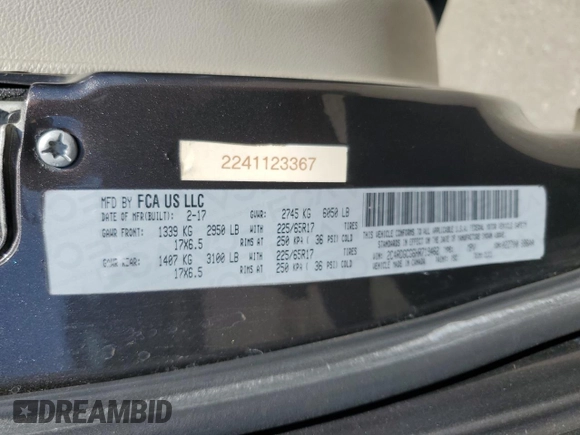 2241123367
MFD BY FCA US LLC
DATE OF MFR(BUILT): 2-17 GVWR: 2745 KG 6050 LB
GAWR FRONT: 1339 KG 2950 LB WITH TIRES 225/65R17
17X6.5 RIMS AT 250 KPA ( 36 PSI) COLD
GAWR REAR: 1407 KG 3100 LB WITH TIRES 225/65R17
17X6.5 RIMS AT 250 KPA ( 36 PSI) COLD
THIS VEHICLE CONFORMS TO ALL APPLICABLE U.S.A. FEDERAL MOTOR VEHICLE SAFETY
STANDARDS IN EFFECT ON THE DATE OF MANUFACTURE SHOWN ABOVE.
VIN:
MADE IN CANADA
DREAMBID